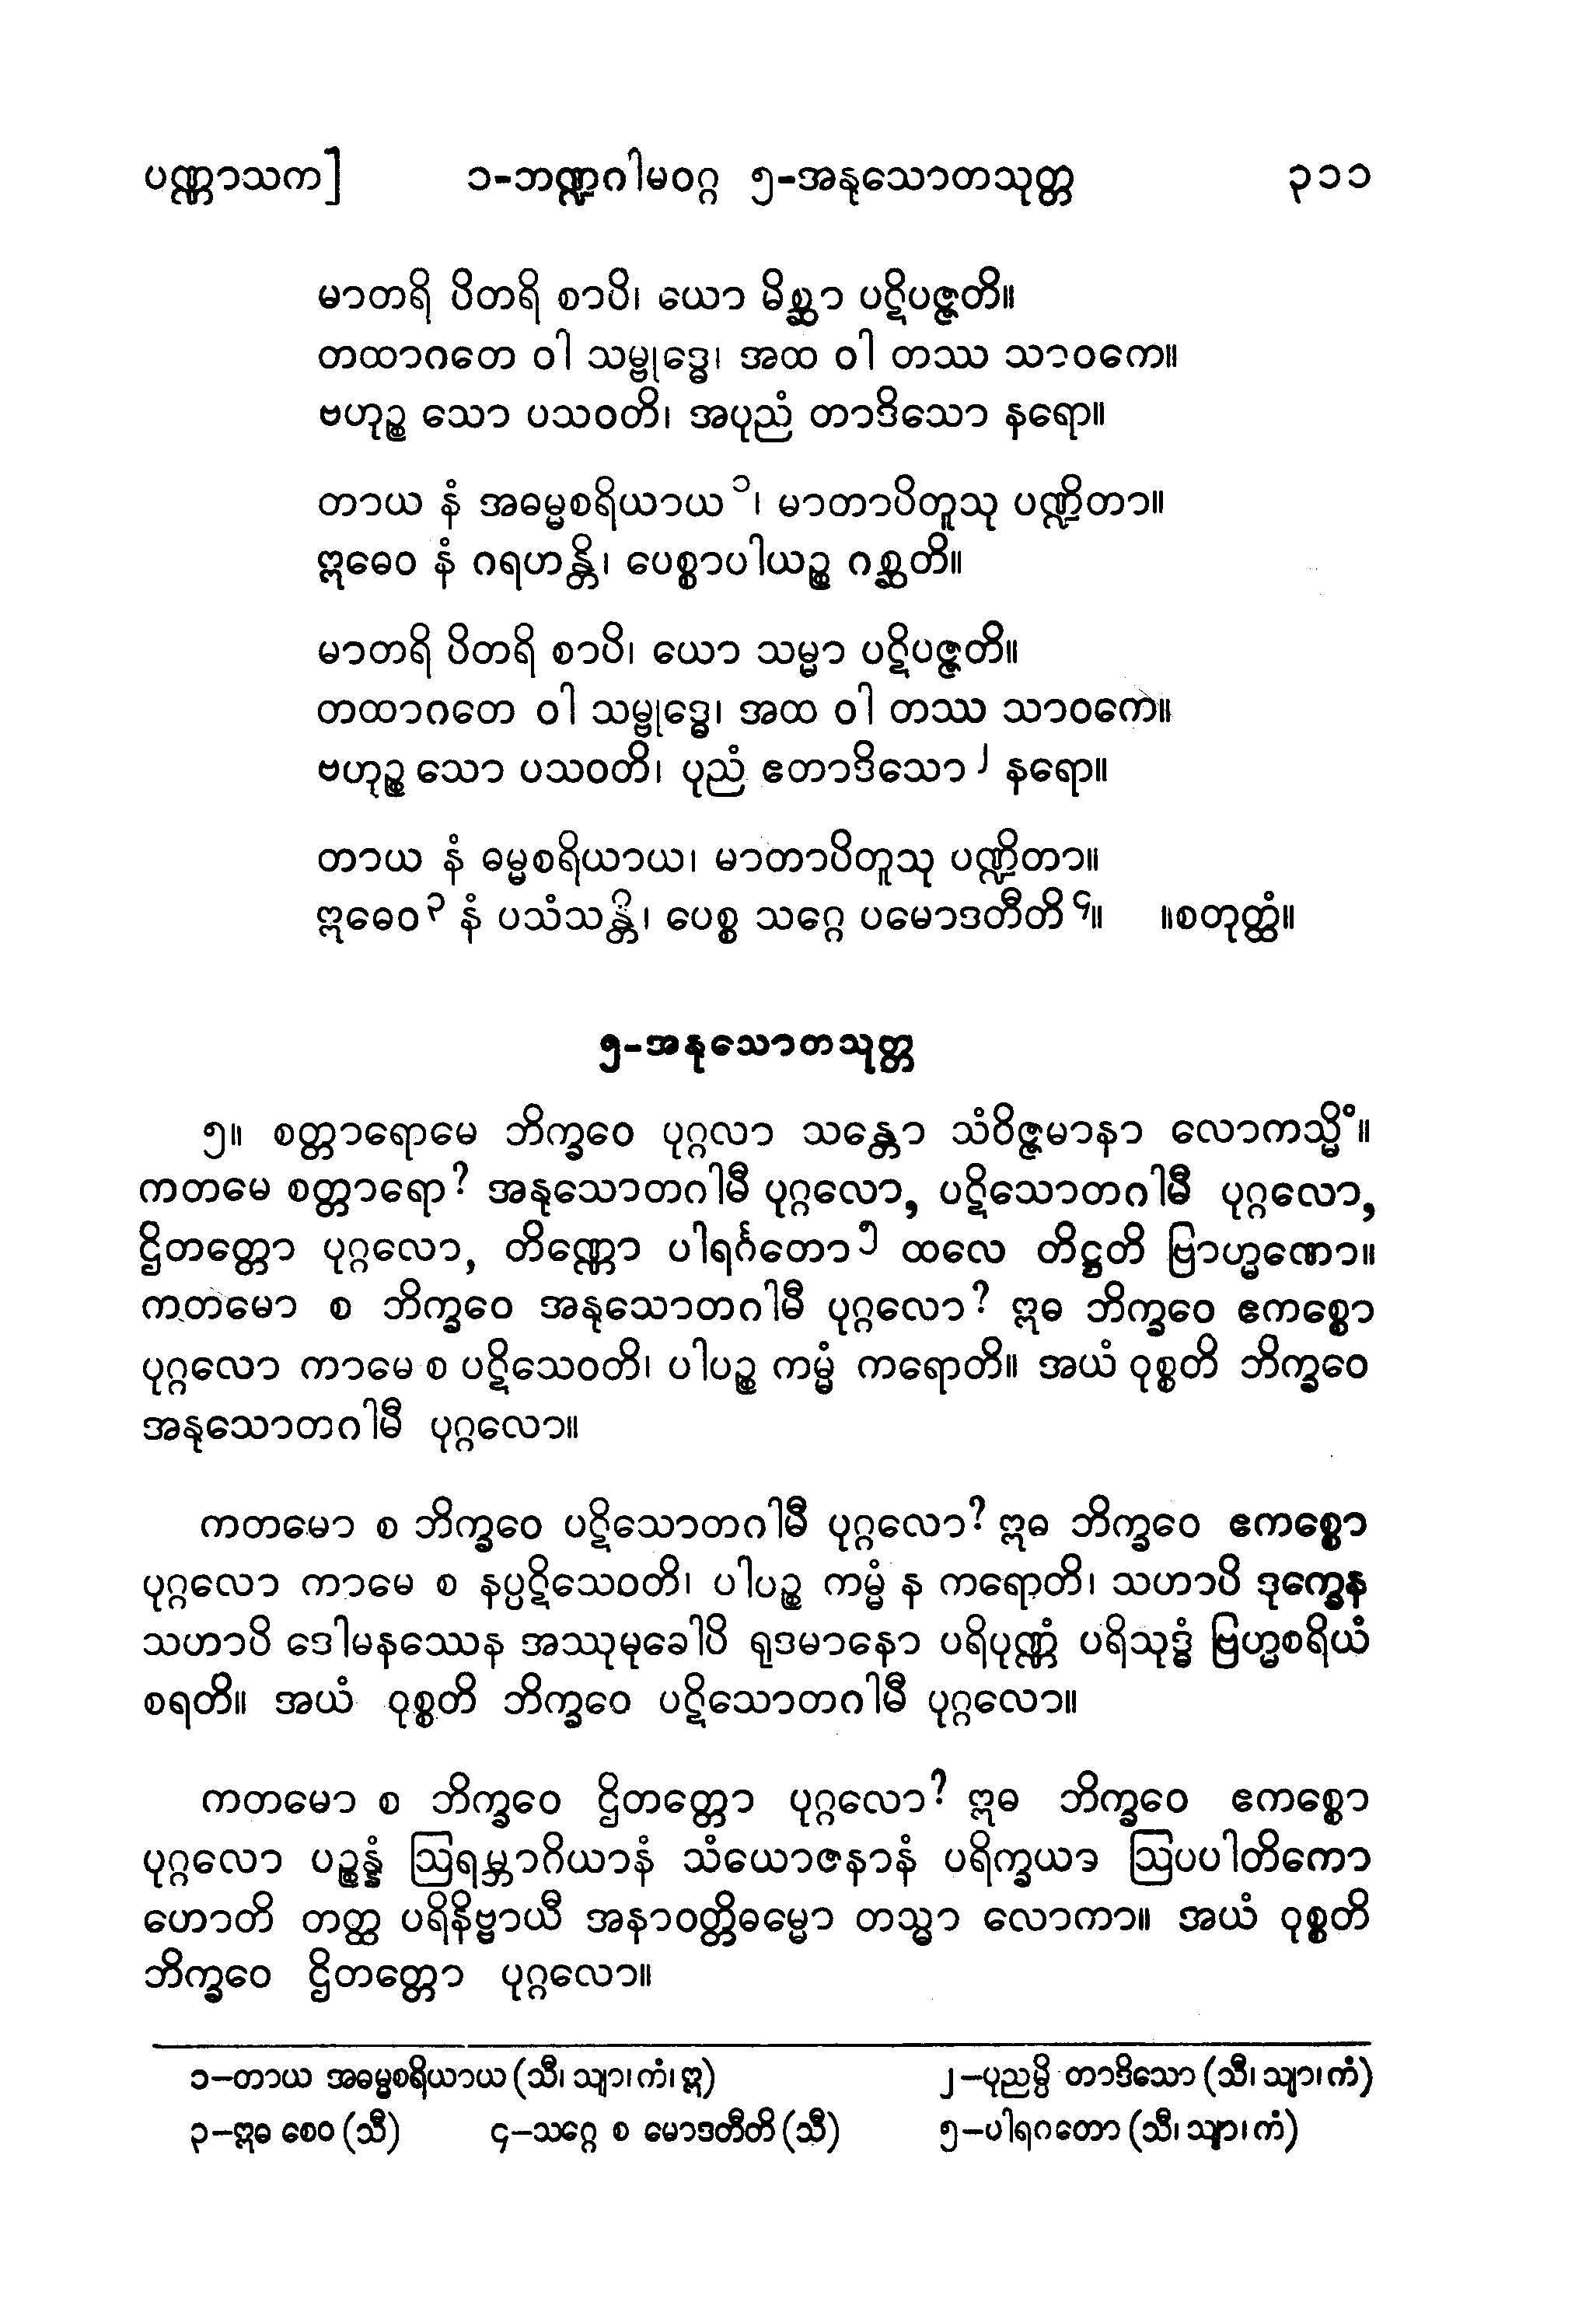 ပဏ္ဏာသက] ၁-ဘဏ္ဍဂါမဝဂ္ဂ ၅-အနုသောတသုတ္တ ၃၁၁
မာတရိ ပိတရိ စာပိ၊ ယော မိစ္ဆာ ပဋိပဇ္ဇတိ။
တထာဂတေ ဝါ သမ္ဗုဒ္ဓေ၊ အထ ဝါ တဿ သာဝကေ။
ဗဟုဉ္စ သော ပသဝတိ၊ အပုညံ တာဒိသော နရော။
တာယ နံ အဓမ္မစရိယာယ၁၊ မာတာပိတူသု ပဏ္ဍိတာ။
ဣဓေဝ နံ ဂရဟန္တိ၊ ပေစ္စာပါယဉ္စ ဂစ္ဆတိ။
မာတရိ ပိတရိ စာပိ၊ ယော သမ္မာ ပဋိပဇ္ဇတိ။
တထာဂတေ ဝါ သမ္ဗုဒ္ဓေ၊ အထ ဝါ တဿ သာဝကေ။
ဗဟုဉ္စ သော ပသဝတိ၊ ပုညံ ဧတာဒိသော၂ နရော။
တာယ နံ ဓမ္မစရိယာယ၊ မာတာပိတူသု ပဏ္ဍိတာ။
ဣဓေဝ၃ နံ ပသံသန္တိ၊ ပေစ္စ သဂ္ဂေ ပမောဒတီတိ၄။ ။စတုတ္ထံ။
၅-အနုသောတသုတ္တ
၅။ စတ္တာရောမေ ဘိက္ခဝေ ပုဂ္ဂလာ သန္တော သံဝိဇ္ဇမာနာ လောကသ္မိံ။
ကတမေ စတ္တာရော? အနုသောတဂါမီ ပုဂ္ဂလော, ပဋိသောတဂါမီ ပုဂ္ဂလော,
ဌိတတ္တော ပုဂ္ဂလော, တိဏ္ဏော ပါရင်္ဂတော၅ ထလေ တိဋ္ဌတိ ဗြာဟ္မဏော။
ကတမော စ ဘိက္ခဝေ အနုသောတဂါမီ ပုဂ္ဂလော? ဣဓ ဘိက္ခဝေ ဧကစ္စော
ပုဂ္ဂလော ကာမေ စ ပဋိသေဝတိ၊ ပါပဉ္စ ကမ္မံ ကရောတိ။ အယံ ဝုစ္စတိ ဘိက္ခဝေ
အနုသောတဂါမီ ပုဂ္ဂလော။
ကတမော စ ဘိက္ခဝေ ပဋိသောတဂါမီ ပုဂ္ဂလော? ဣဓ ဘိက္ခဝေ ဧကစ္စော
ပုဂ္ဂလော ကာမေ စ နပ္ပဋိသေဝတိ၊ ပါပဉ္စ ကမ္မံ န ကရောတိ၊ သဟာပိ ဒုက္ခေန
သဟာပိ ဒေါမနဿေန အဿုမုခေါပိ ရုဒမာနော ပရိပုဏ္ဏံ ပရိသုဒ္ဓံ ဗြဟ္မစရိယံ
စရတိ။ အယံ ဝုစ္စတိ ဘိက္ခဝေ ပဋိသောတဂါမီ ပုဂ္ဂလော။
ကတမော စ ဘိက္ခဝေ ဌိတတ္တော ပုဂ္ဂလော? ဣဓ ဘိက္ခဝေ ဧကစ္စော
ပုဂ္ဂလော ပဉ္စန္နံ ဩရမ္ဘာဂိယာနံ သံယောဇနာနံ ပရိက္ခယာ ဩပပါတိကော
ဟောတိ တတ္ထ ပရိနိဗ္ဗာယီ အနာဝတ္တိဓမ္မော တသ္မာ လောကာ။ အယံ ဝုစ္စတိ
ဘိက္ခဝေ ဌိတတ္တော ပုဂ္ဂလော။
၁-တာယ အဓမ္မစရိယာယ (သီ၊ သျာ၊ ကံ၊ ဣ) ၂-ပုညမ္ပိ တာဒိသော (သီ၊ သျာ၊ ကံ)
၃-ဣဓ စေဝ (သီ) ၄-သဂ္ဂေ စ မောဒတီတိ (သီ) ၅-ပါရဂတော (သီ၊ သျာ၊ ကံ)